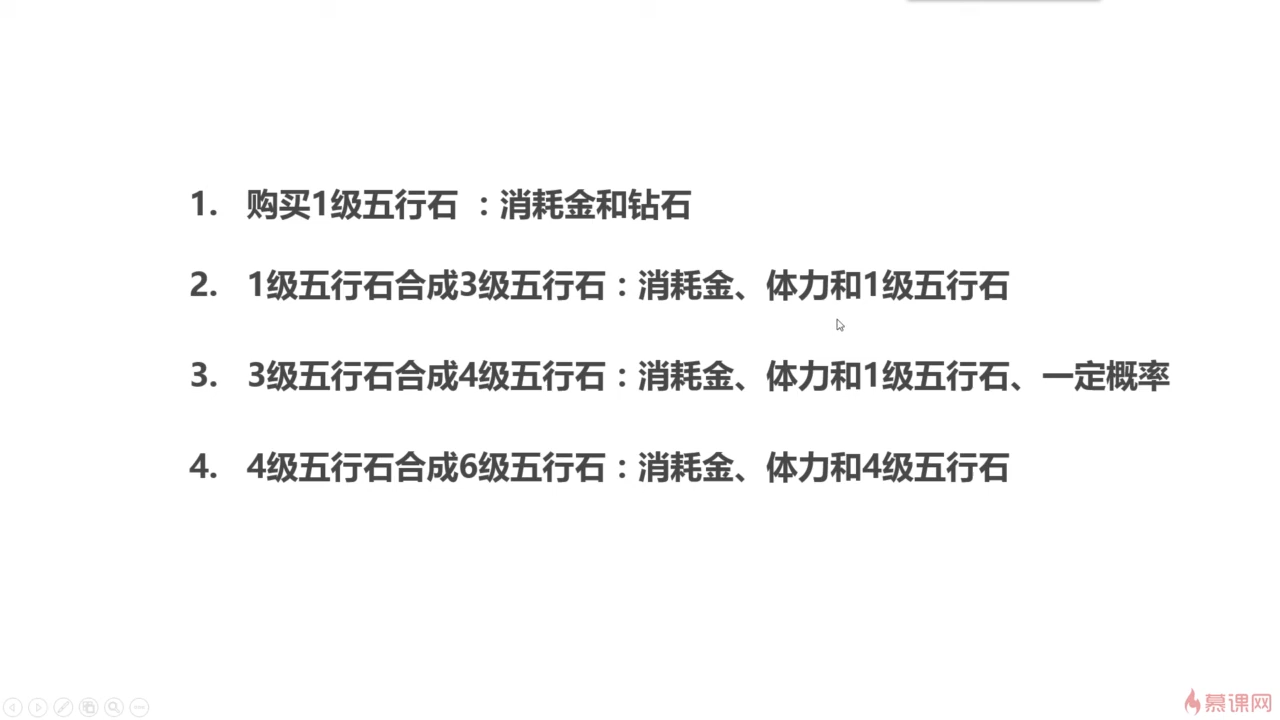 1. 购买1级五行石 ：消耗金和钻石
2. 1级五行石合成3级五行石：消耗金、体力和1级五行石
3. 3级五行石合成4级五行石：消耗金、体力和1级五行石、一定概率
4. 4级五行石合成6级五行石：消耗金、体力和4级五行石
慕课网